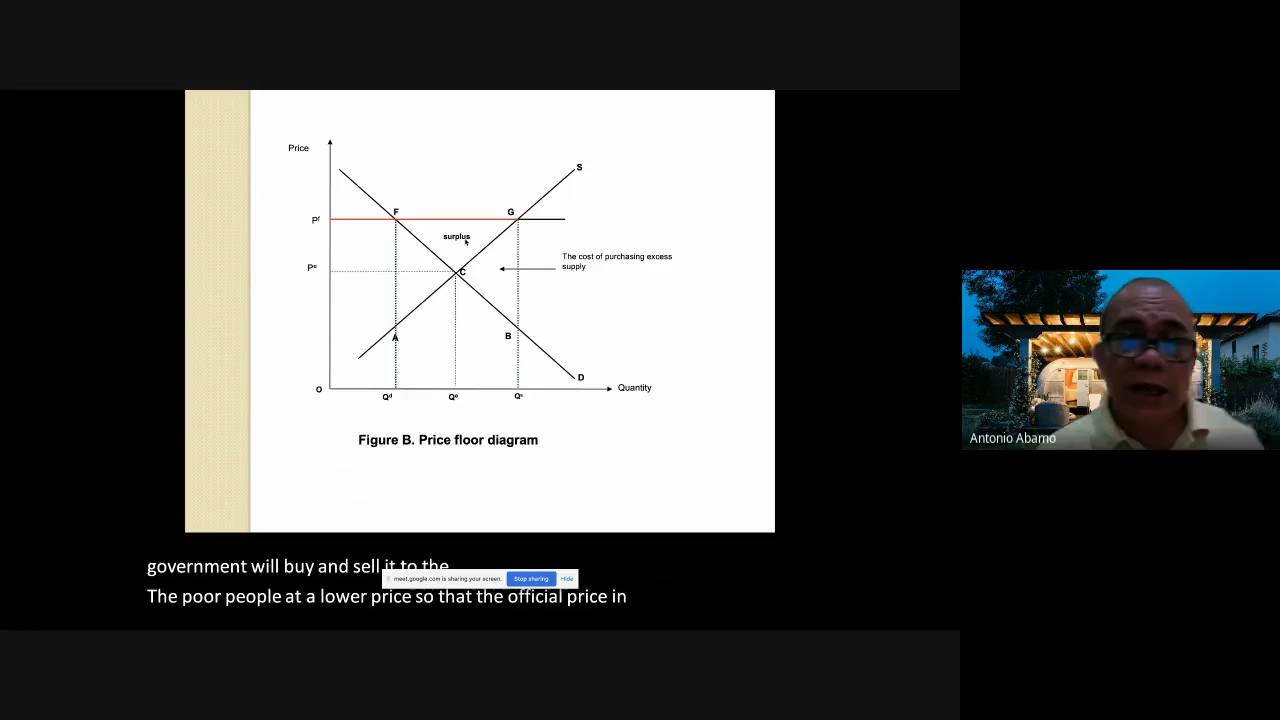 Price
S
F
G
Pᶠ
surplus
The cost of purchasing excess
supply
Pᵉ
C
A
B
D
O
Quantity
Qᵈ
Qᵉ
Qˢ
Figure B. Price floor diagram
Antonio Abamo
government will buy and sell it to the
meet.google.com is sharing your screen.
Stop sharing
Hide
The poor people at a lower price so that the official price in